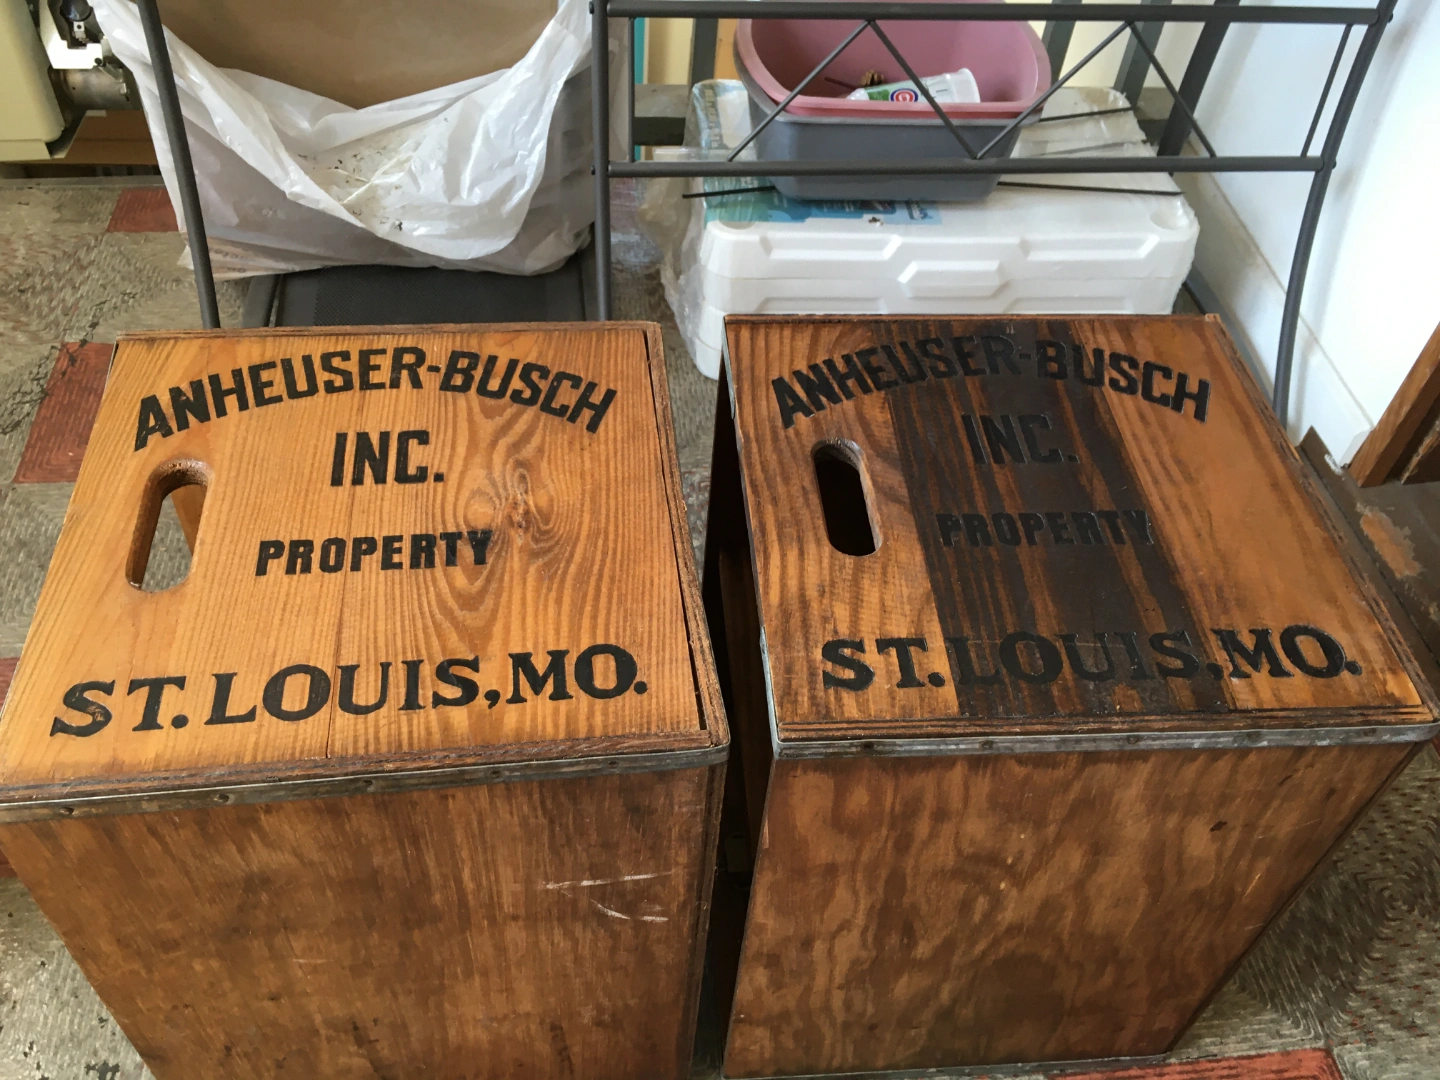 ANHEUSER-BUSCH
INC.
PROPERTY
ST. LOUIS, MO.
ANHEUSER-BUSCH
INC.
PROPERTY
ST. LOUIS, MO.